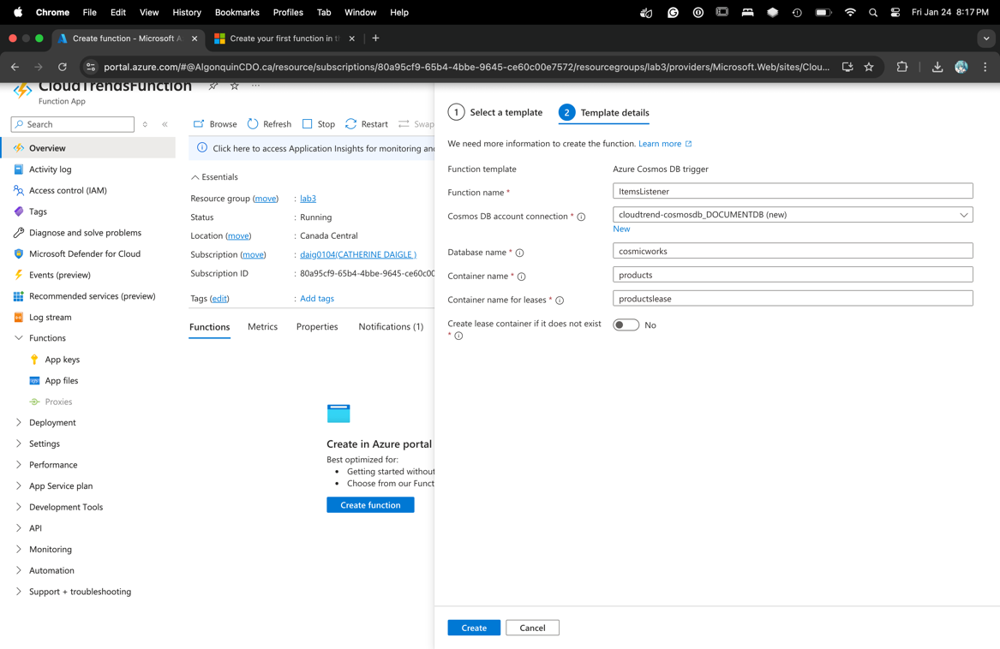 Chrome File Edit View History Bookmarks Profiles Tab Window Help Fri Jan 24 8:17 PM
Create function - Microsoft A
Create your first function in t
portal.azure.com/#@AlgonquinCDO.ca/resource/subscriptions/80a95cf9-65b4-4bbe-9645-ce60c00e7572/resourcegroups/lab3/providers/Microsoft.Web/sites/Clou...
CloudTrendsFunction ...
Function App
Search
Overview
Activity log
Access control (IAM)
Tags
Diagnose and solve problems
Microsoft Defender for Cloud
Events (preview)
Recommended services (preview)
Log stream
Functions
App keys
App files
Proxies
Deployment
Settings
Performance
App Service plan
Development Tools
API
Monitoring
Automation
Support + troubleshooting
Browse Refresh Stop Restart Swap
Click here to access Application Insights for monitoring an
Essentials
Resource group (move) : lab3
Status : Running
Location (move) : Canada Central
Subscription (move) : daig0104(CATHERINE DAIGLE )
Subscription ID : 80a95cf9-65b4-4bbe-9645-ce60c00
Tags (edit) : Add tags
Functions Metrics Properties Notifications (1)
Create in Azure portal
Best optimized for:
• Getting started without
• Choose from our Funct
Create function
1 Select a template
2 Template details
We need more information to create the function. Learn more
Function template Azure Cosmos DB trigger
Function name * ItemsListener
Cosmos DB account connection * cloudtrend-cosmosdb_DOCUMENTDB (new)
New
Database name * cosmicworks
Container name * products
Container name for leases * productslease
Create lease container if it does not exist No
*
Create Cancel